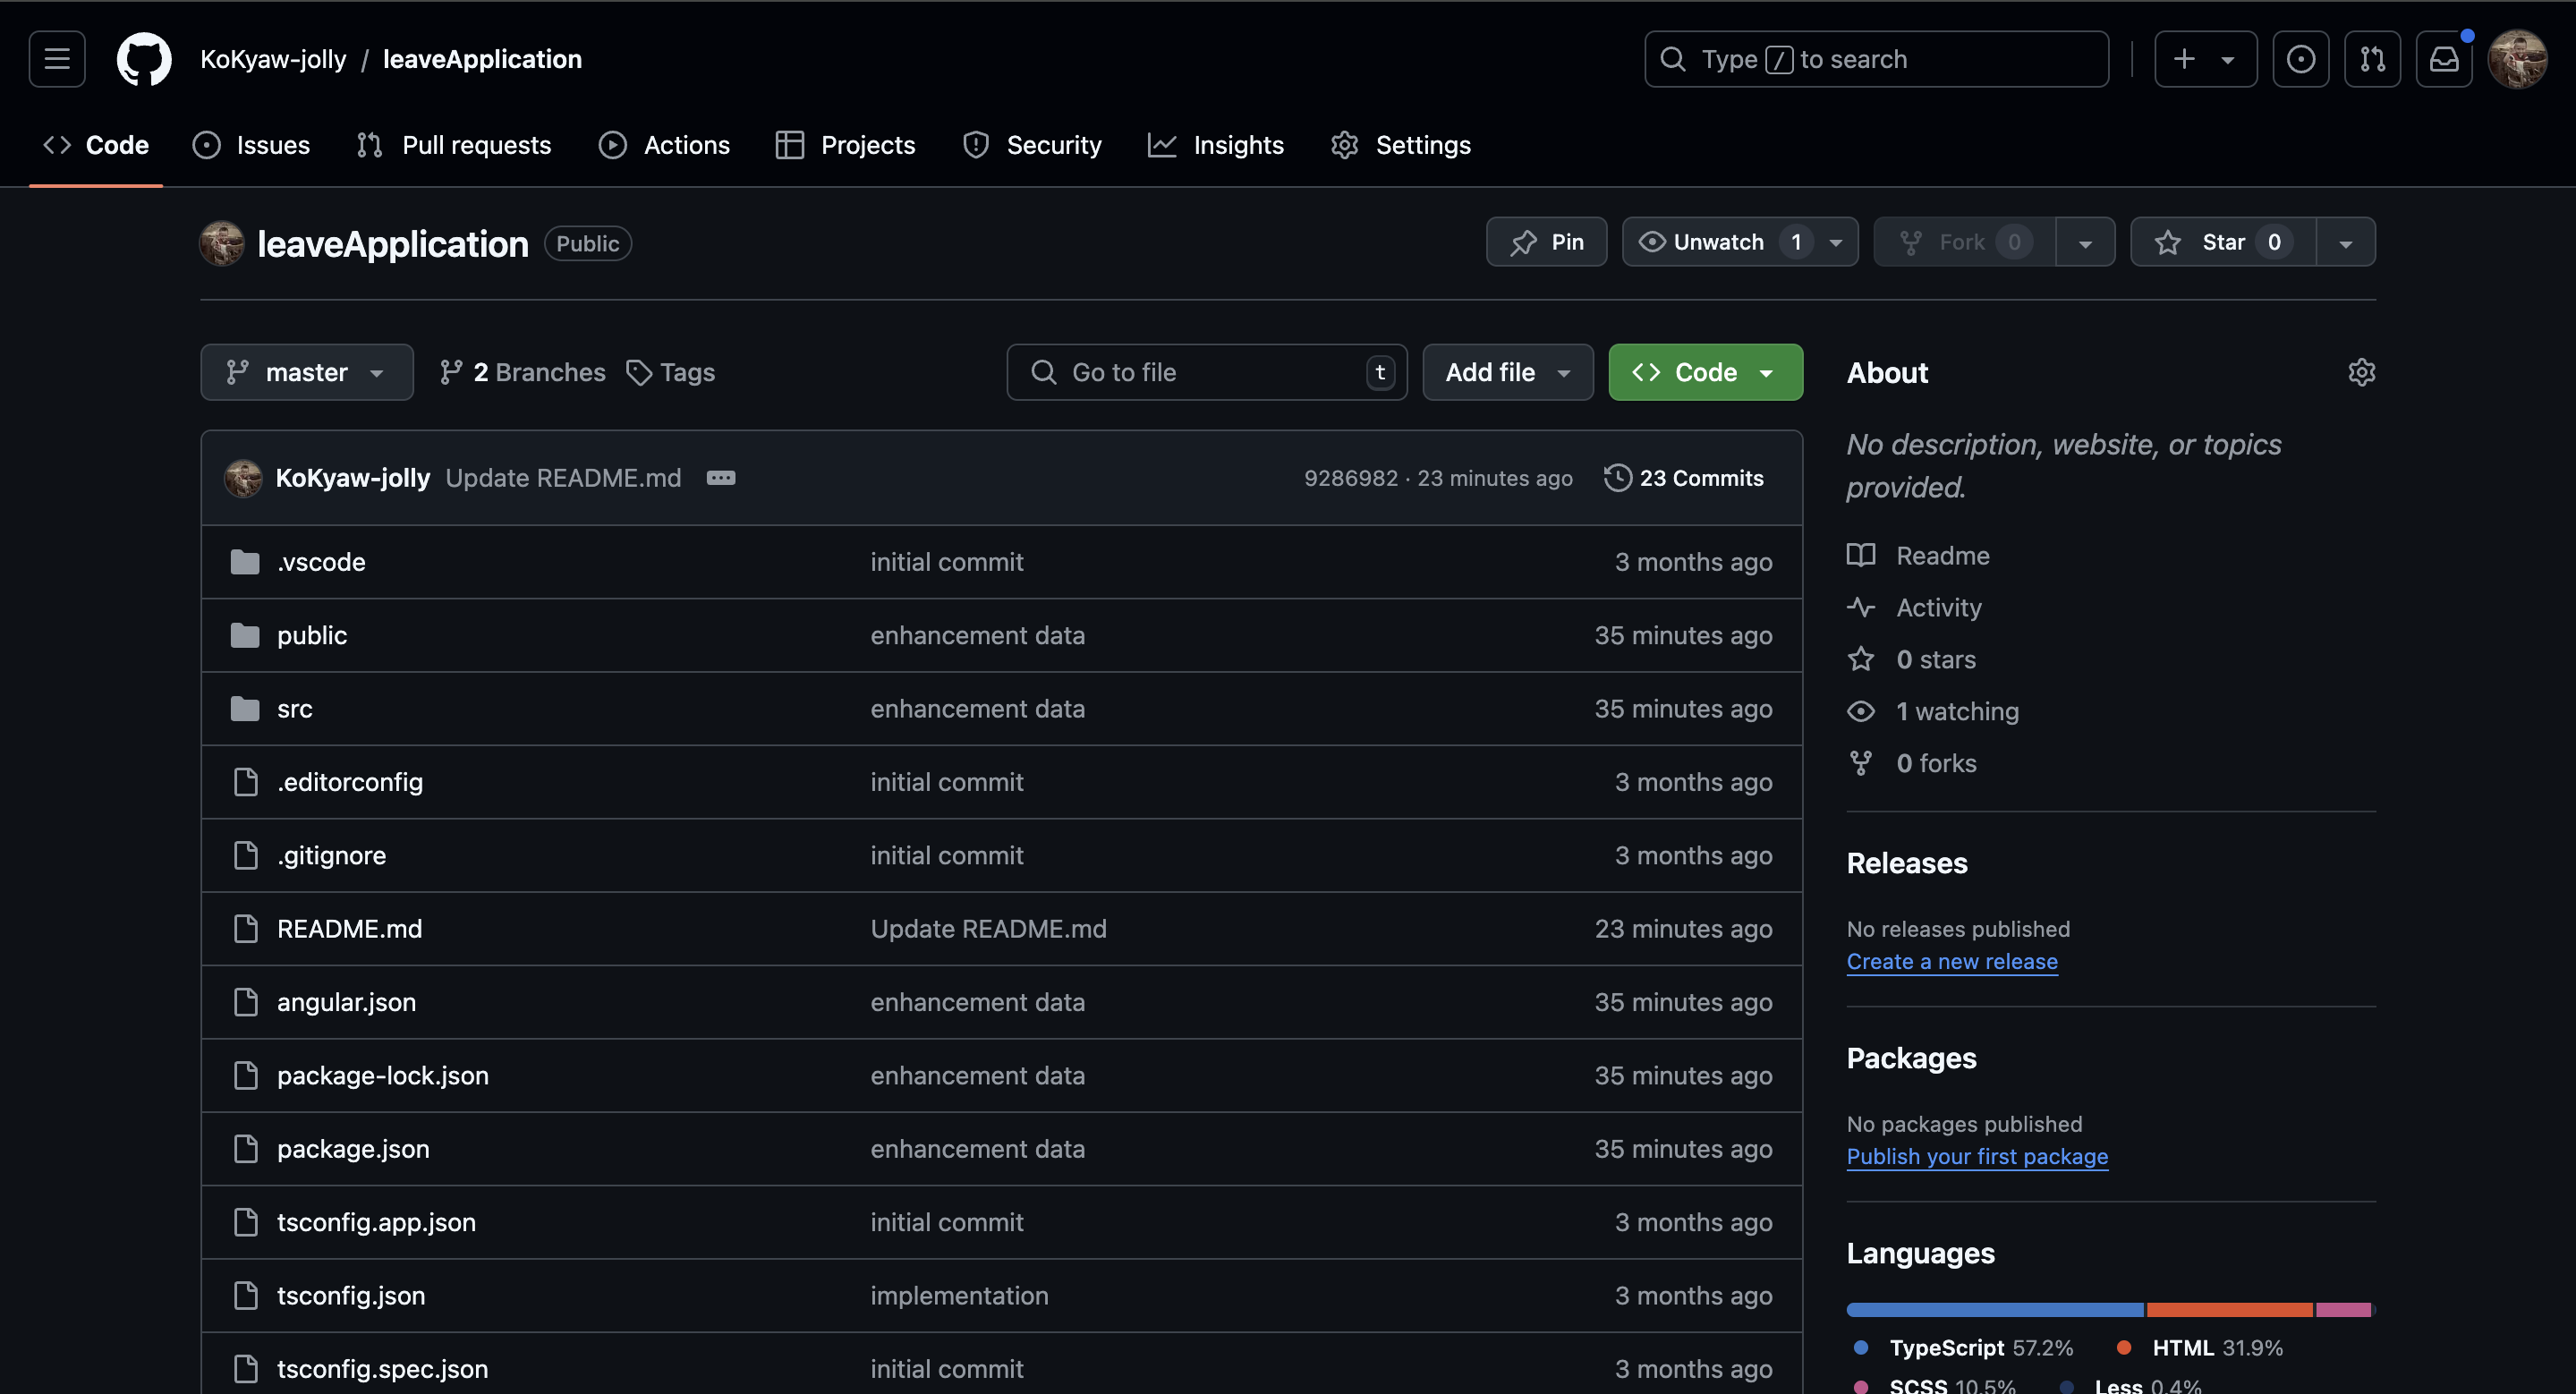 KoKyaw-jolly / leaveApplication
Type / to search
Code Issues Pull requests Actions Projects Security Insights Settings
leaveApplication Public
Pin Unwatch 1 Fork 0 Star 0
master 2 Branches Tags Go to file t Add file Code
KoKyaw-jolly Update README.md 9286982 · 23 minutes ago 23 Commits
.vscode initial commit 3 months ago
public enhancement data 35 minutes ago
src enhancement data 35 minutes ago
.editorconfig initial commit 3 months ago
.gitignore initial commit 3 months ago
README.md Update README.md 23 minutes ago
angular.json enhancement data 35 minutes ago
package-lock.json enhancement data 35 minutes ago
package.json enhancement data 35 minutes ago
tsconfig.app.json initial commit 3 months ago
tsconfig.json implementation 3 months ago
tsconfig.spec.json initial commit 3 months ago
About
No description, website, or topics
provided.
Readme
Activity
0 stars
1 watching
0 forks
Releases
No releases published
Create a new release
Packages
No packages published
Publish your first package
Languages
TypeScript 57.2% HTML 31.9%
SCSS 10.5% Less 0.4%